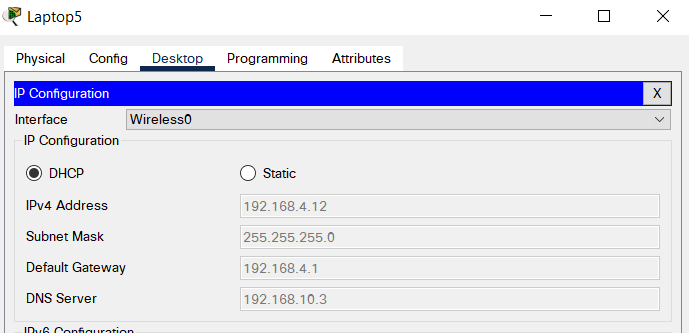 Laptop5
Physical Config Desktop Programming Attributes
IP Configuration X
Interface Wireless0
IP Configuration
DHCP Static
IPv4 Address 192.168.4.12
Subnet Mask 255.255.255.0
Default Gateway 192.168.4.1
DNS Server 192.168.10.3
IPv6 Configuration